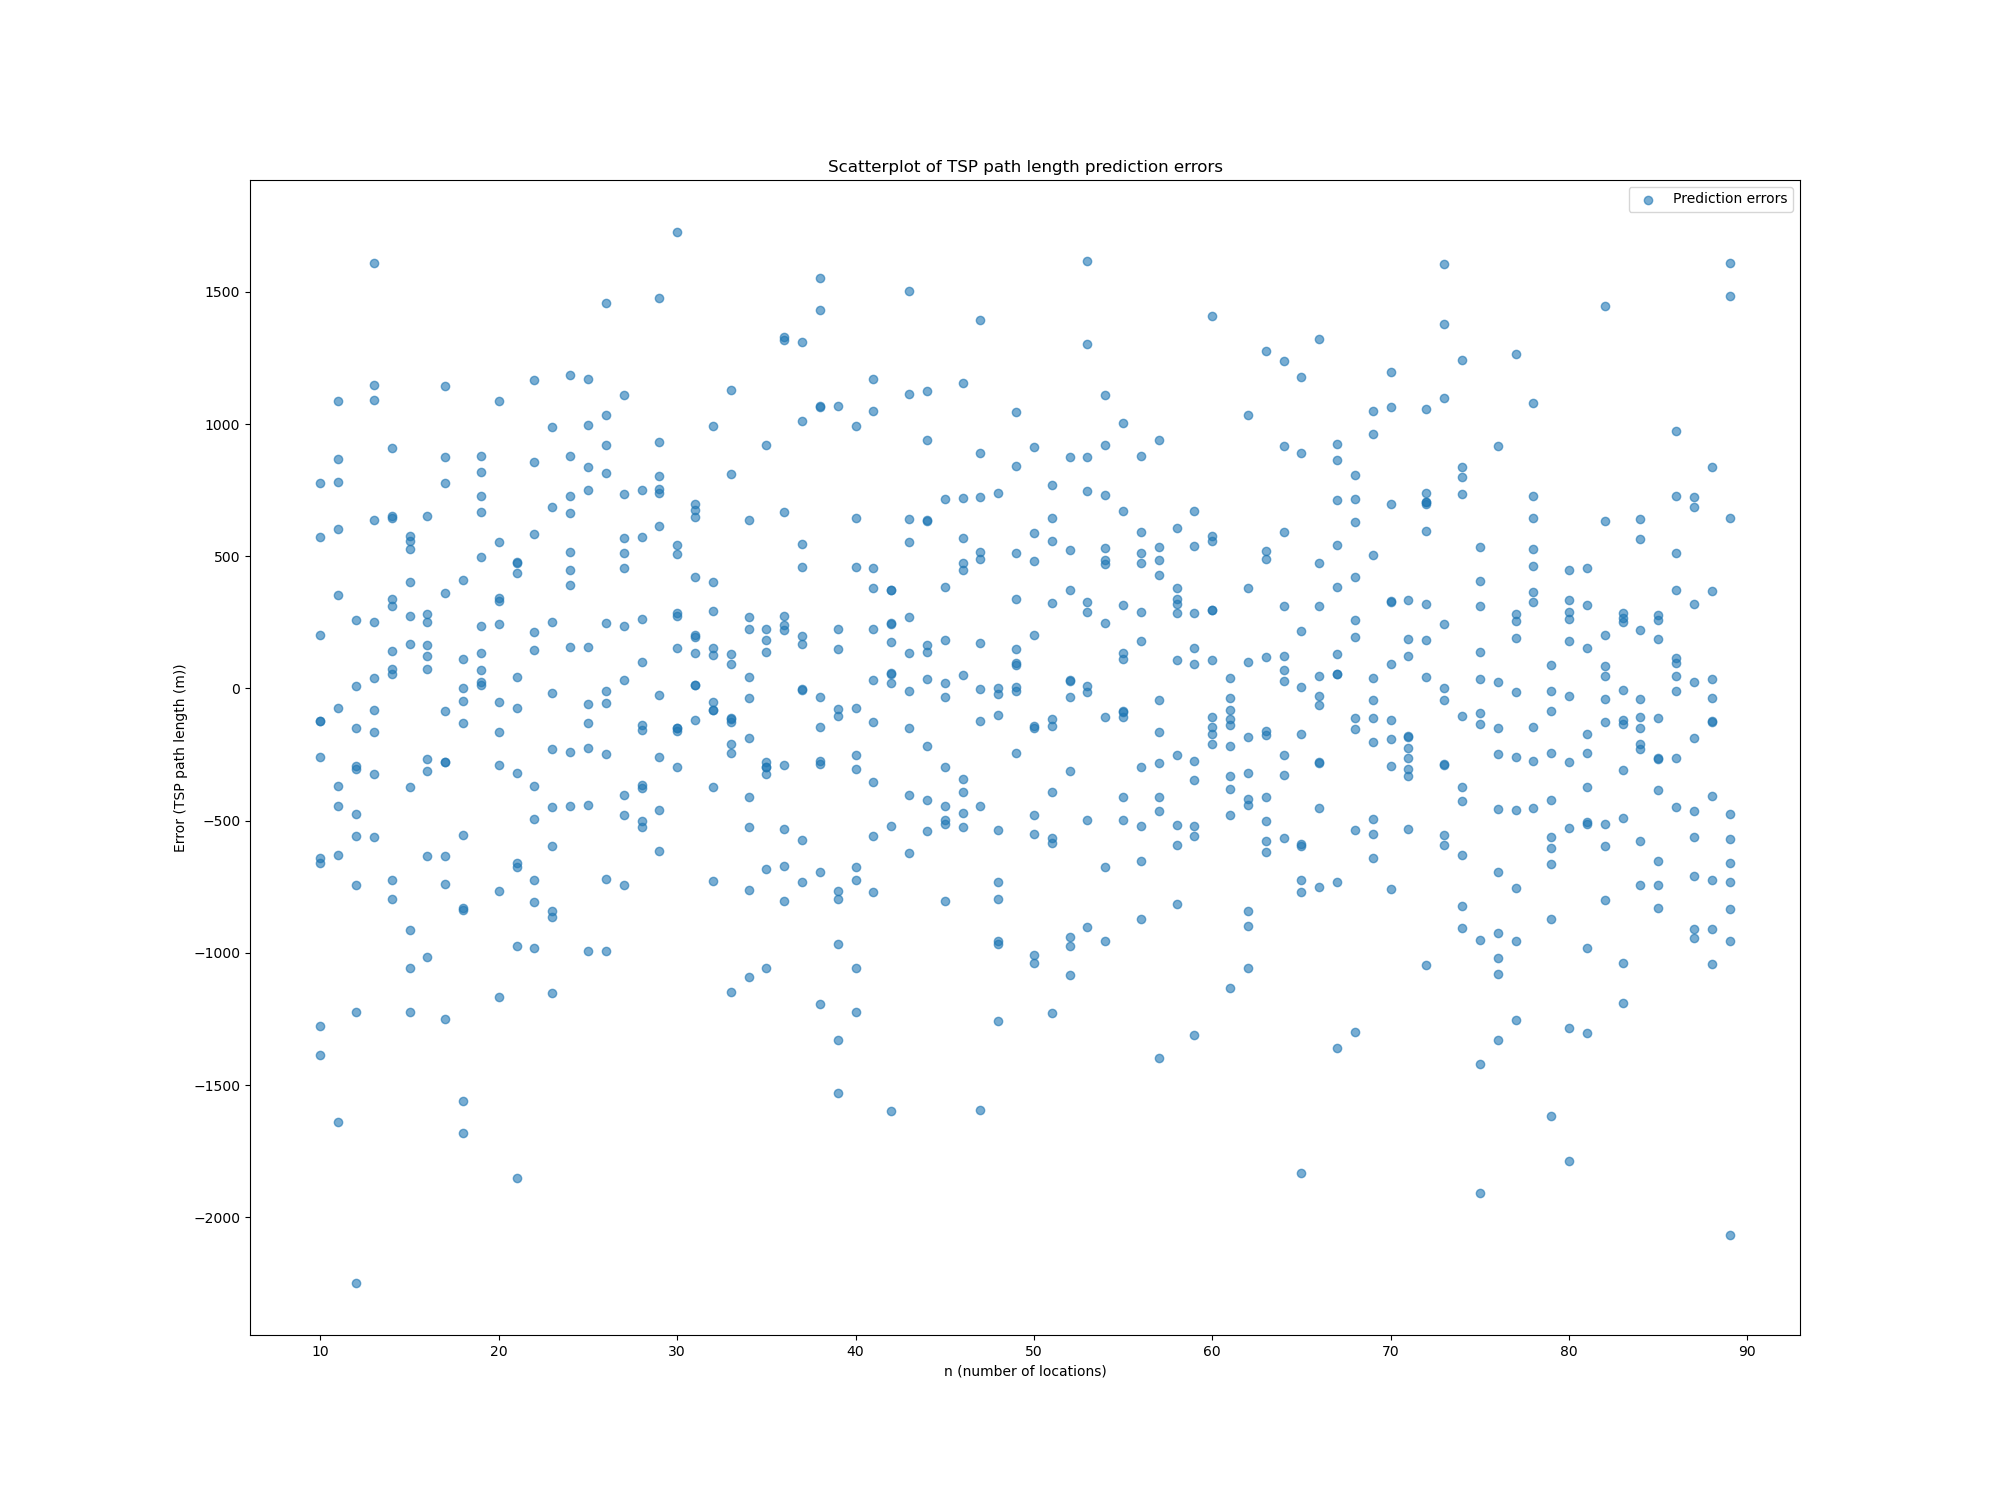 Scatterplot of TSP path length prediction errors
Prediction errors
Error (TSP path length (m))
1500
1000
500
0
−500
−1000
−1500
−2000
10 20 30 40 50 60 70 80 90
n (number of locations)